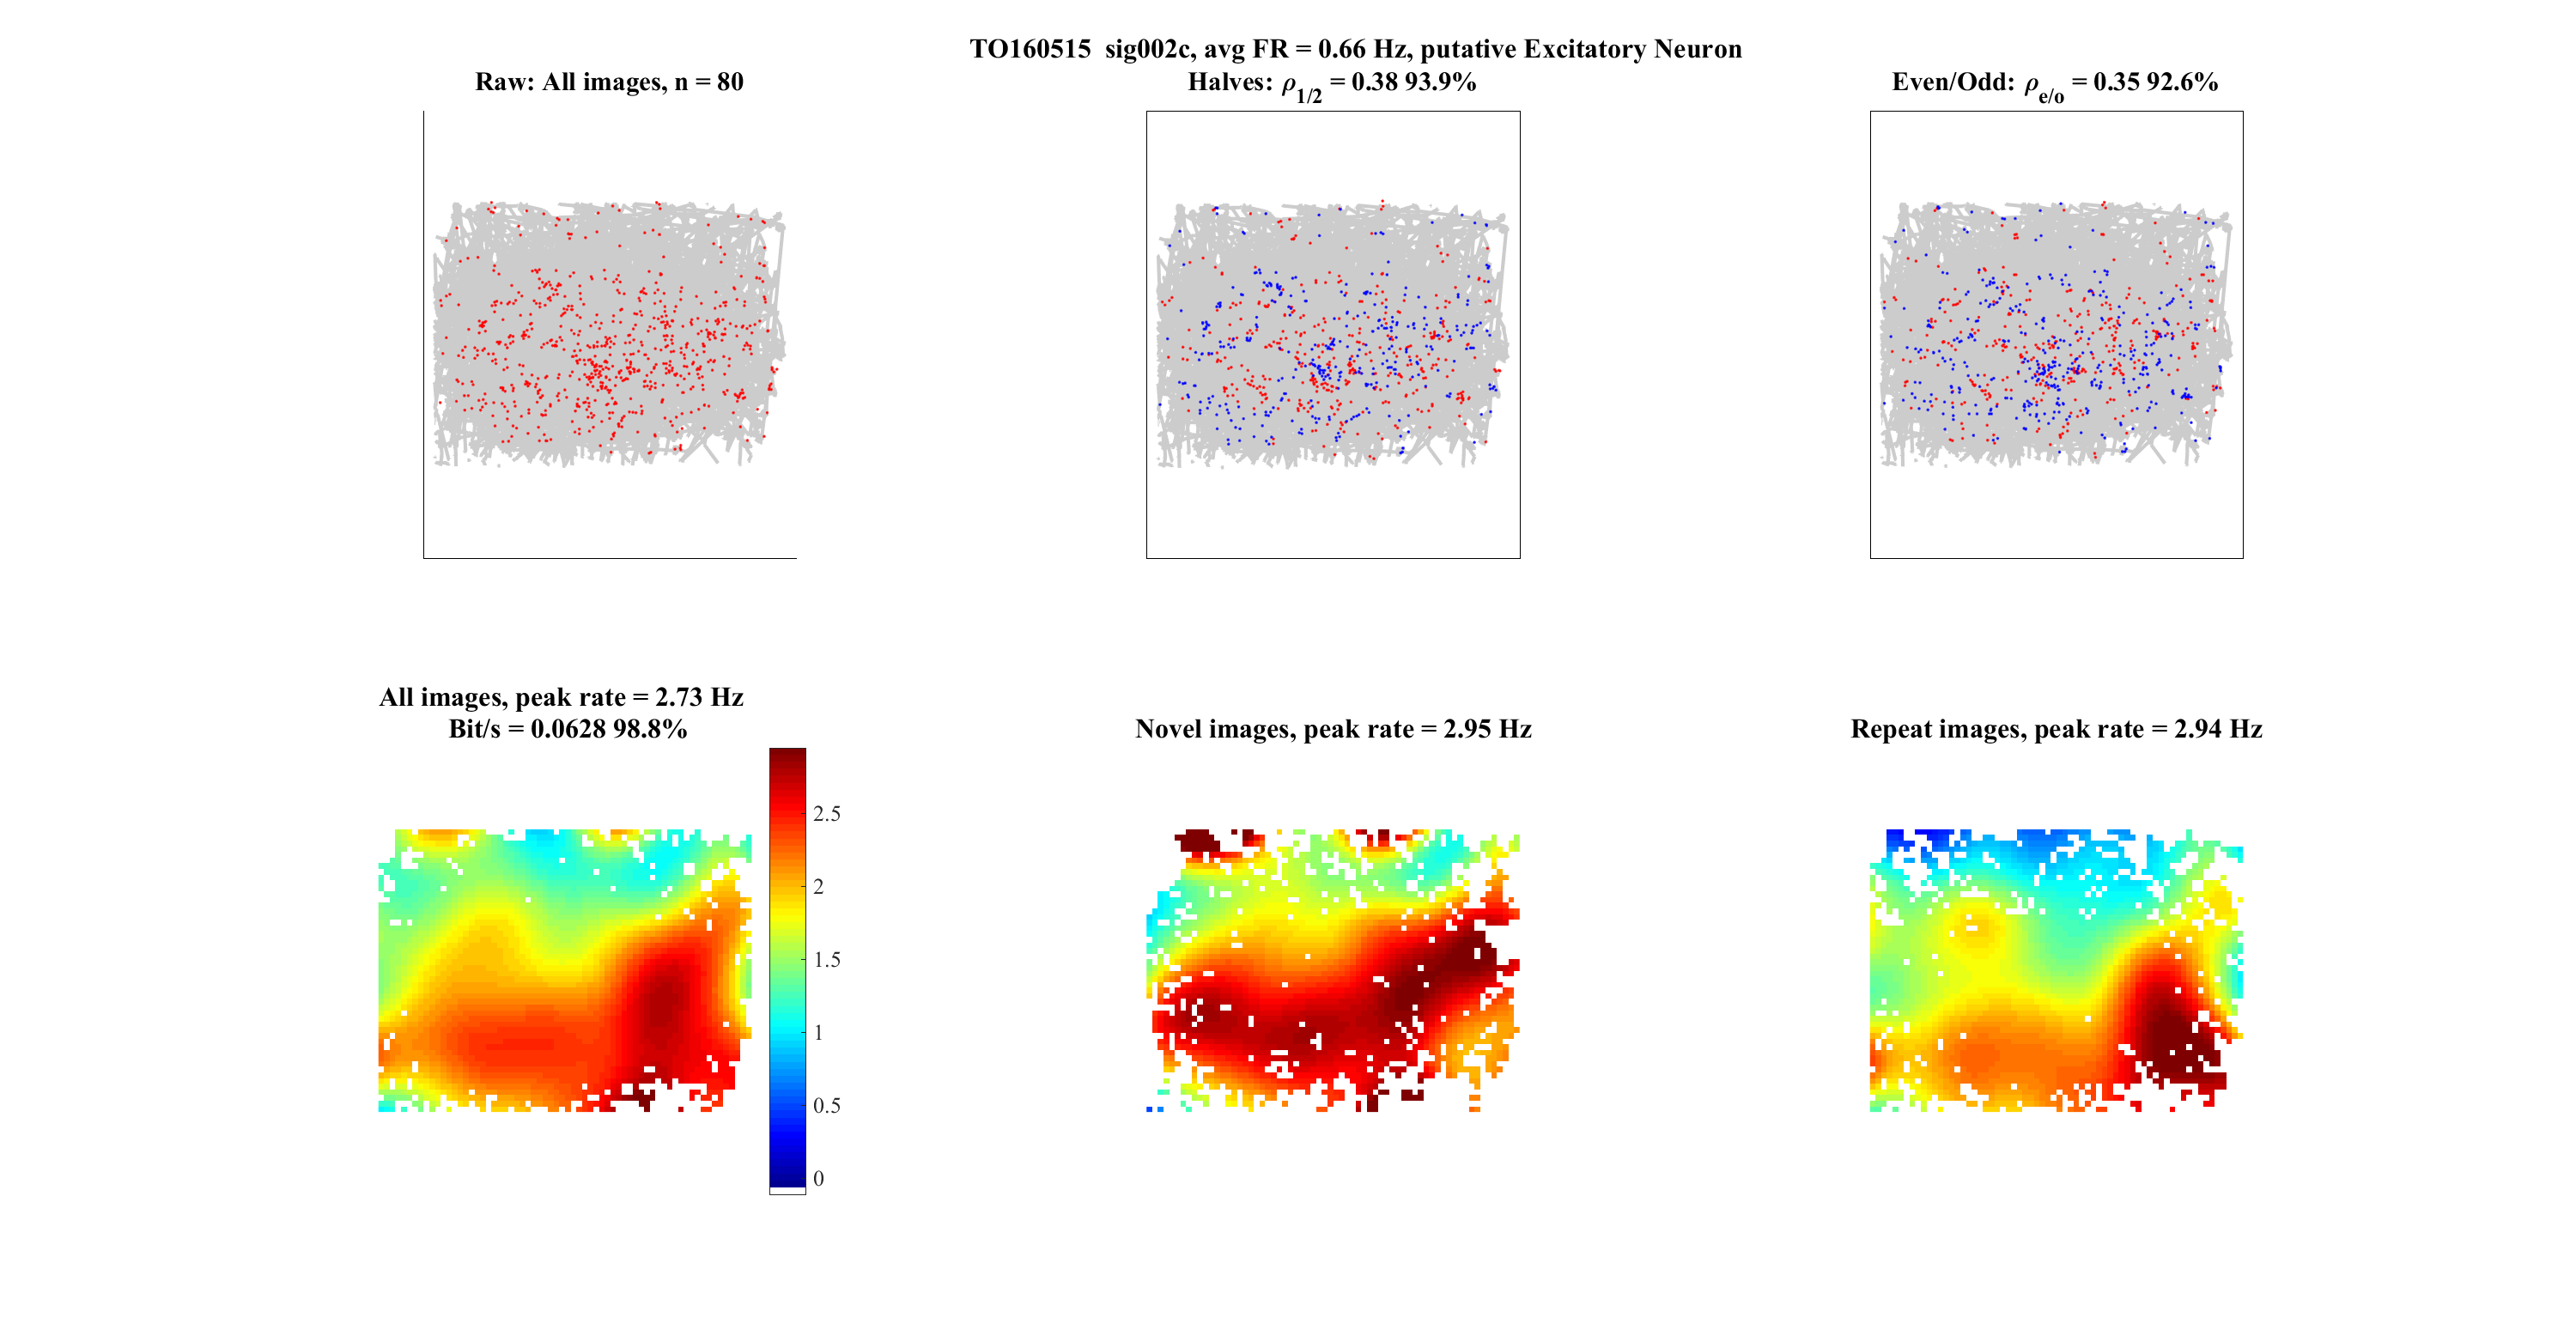 TO160515  sig002c, avg FR = 0.66 Hz, putative Excitatory Neuron
Raw: All images, n = 80
Halves: ρ1/2 = 0.38 93.9%
Even/Odd: ρe/o = 0.35 92.6%
All images, peak rate = 2.73 Hz
Bit/s = 0.0628 98.8%
Novel images, peak rate = 2.95 Hz
Repeat images, peak rate = 2.94 Hz
2.5
2
1.5
1
0.5
0